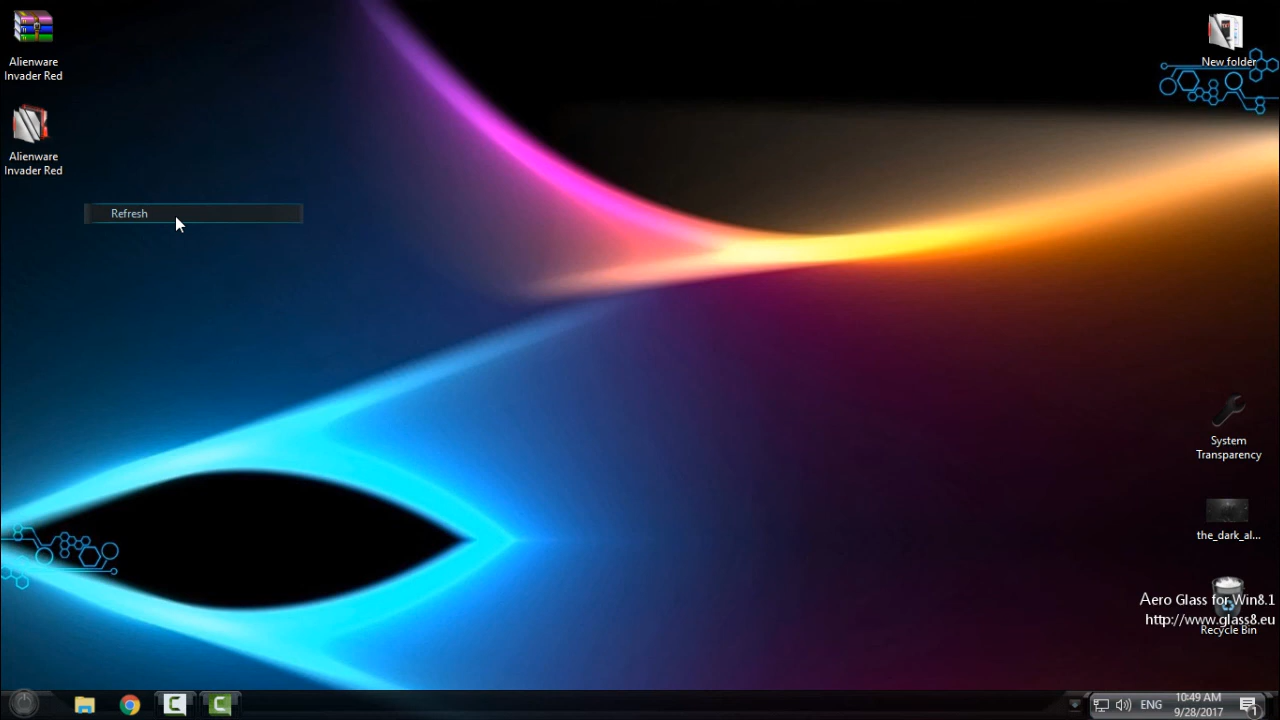 Alienware
Invader Red
Alienware
Invader Red
Refresh
New folder
System
Transparency
the_dark_al...
Aero Glass for Win8.1
http://www.glass8.eu
Recycle Bin
ENG
10:49 AM
9/28/2017
1